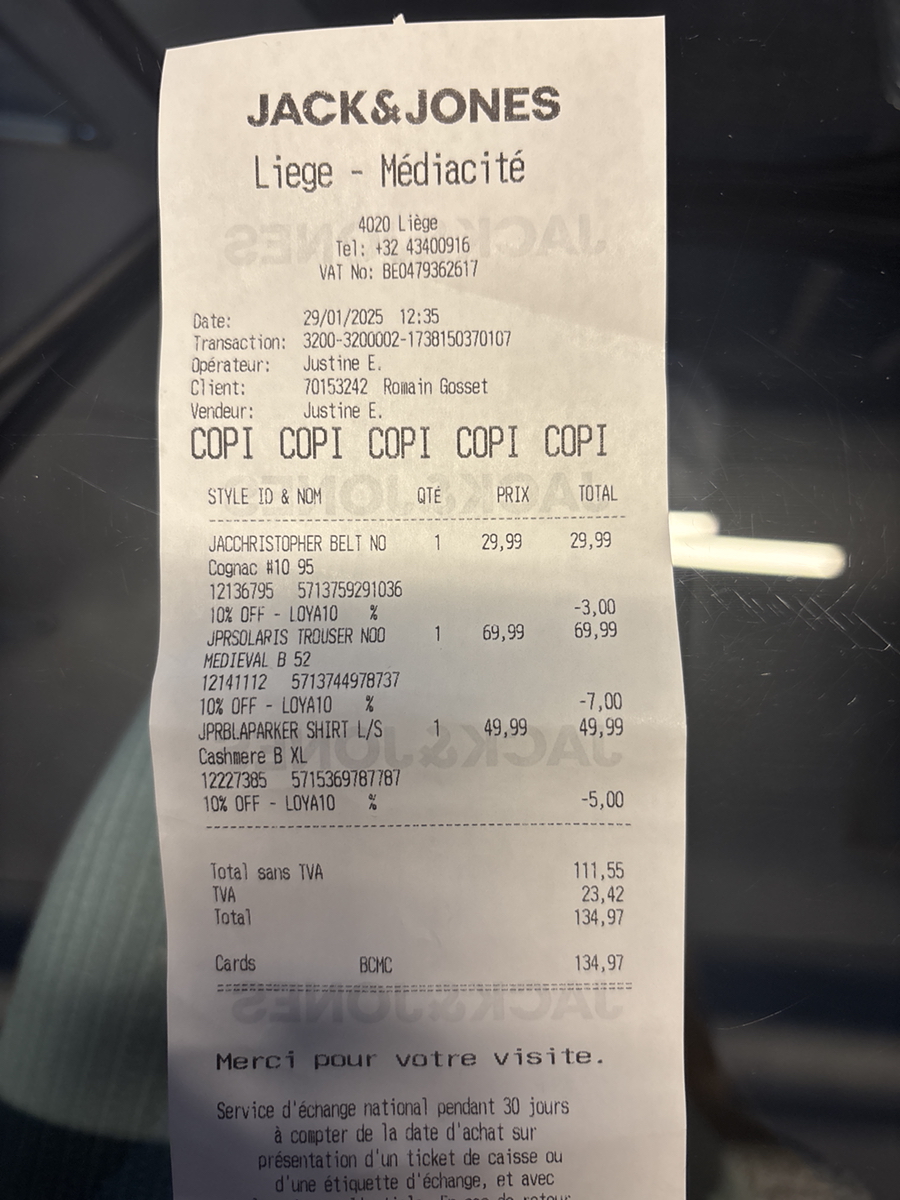 JACK&JONES
Liege - Médiacité
4020 Liège
Tel: +32 43400916
VAT No: BE0479362617
Date: 29/01/2025 12:35
Transaction: 3200-3200002-1738150370107
Opérateur: Justine E.
Client: 70153242 Romain Gosset
Vendeur: Justine E.
COPI COPI COPI COPI COPI
STYLE ID & NOM QTÉ PRIX TOTAL
JACCHRISTOPHER BELT NO 1 29,99 29,99
Cognac #10 95
12136795 5713759291036
10% OFF - LOYA10 % -3,00
JPRSOLARIS TROUSER NOO 1 69,99 69,99
MEDIEVAL B 52
12141112 5713744978737
10% OFF - LOYA10 % -7,00
JPRBLAPARKER SHIRT L/S 1 49,99 49,99
Cashmere B XL
12227385 5715369787787
10% OFF - LOYA10 % -5,00
Total sans TVA 111,55
TVA 23,42
Total 134,97
Cards BCMC 134,97
Merci pour votre visite.
Service d'échange national pendant 30 jours
à compter de la date d'achat sur
présentation d'un ticket de caisse ou
d'une étiquette d'échange, et avec